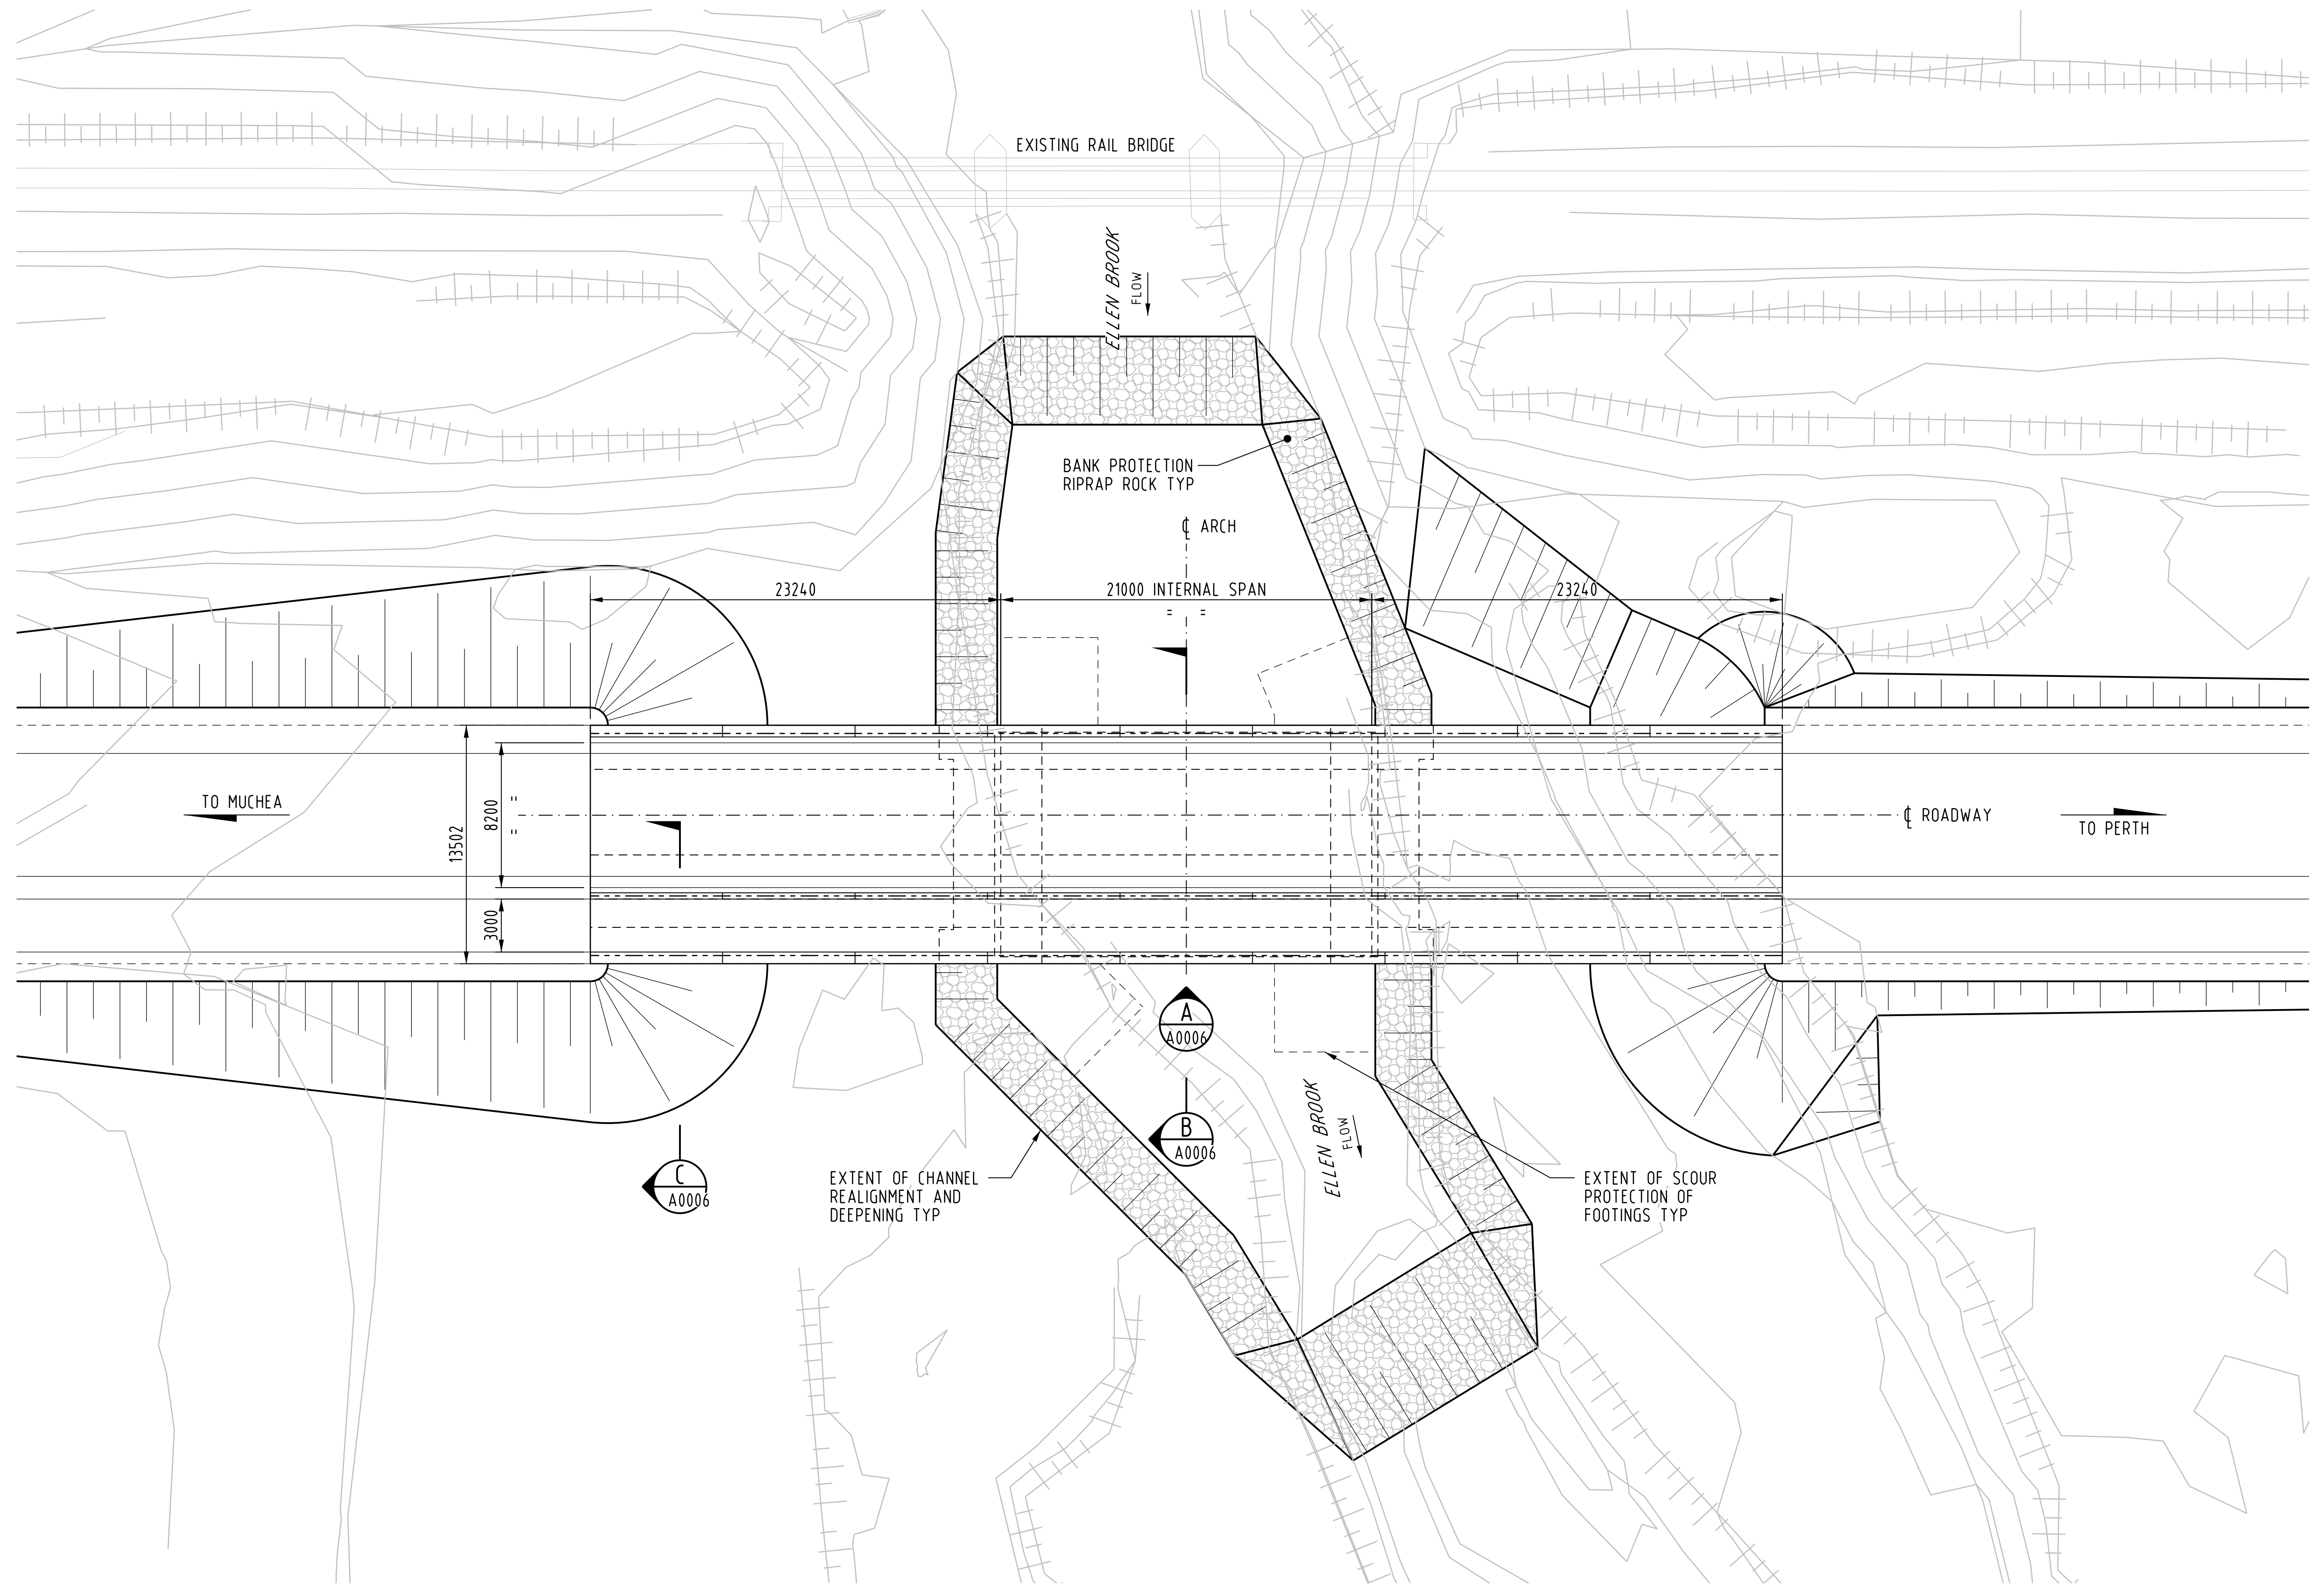 EXISTING RAIL BRIDGE
ELLEN BROOK
FLOW
BANK PROTECTION
RIPRAP ROCK TYP
℄ ARCH
23240
21000 INTERNAL SPAN
23240
=
=
TO MUCHEA
13502
8200
=
=
3000
℄ ROADWAY
TO PERTH
A
A0006
B
A0006
C
A0006
ELLEN BROOK
FLOW
EXTENT OF CHANNEL
REALIGNMENT AND
DEEPENING TYP
EXTENT OF SCOUR
PROTECTION OF
FOOTINGS TYP